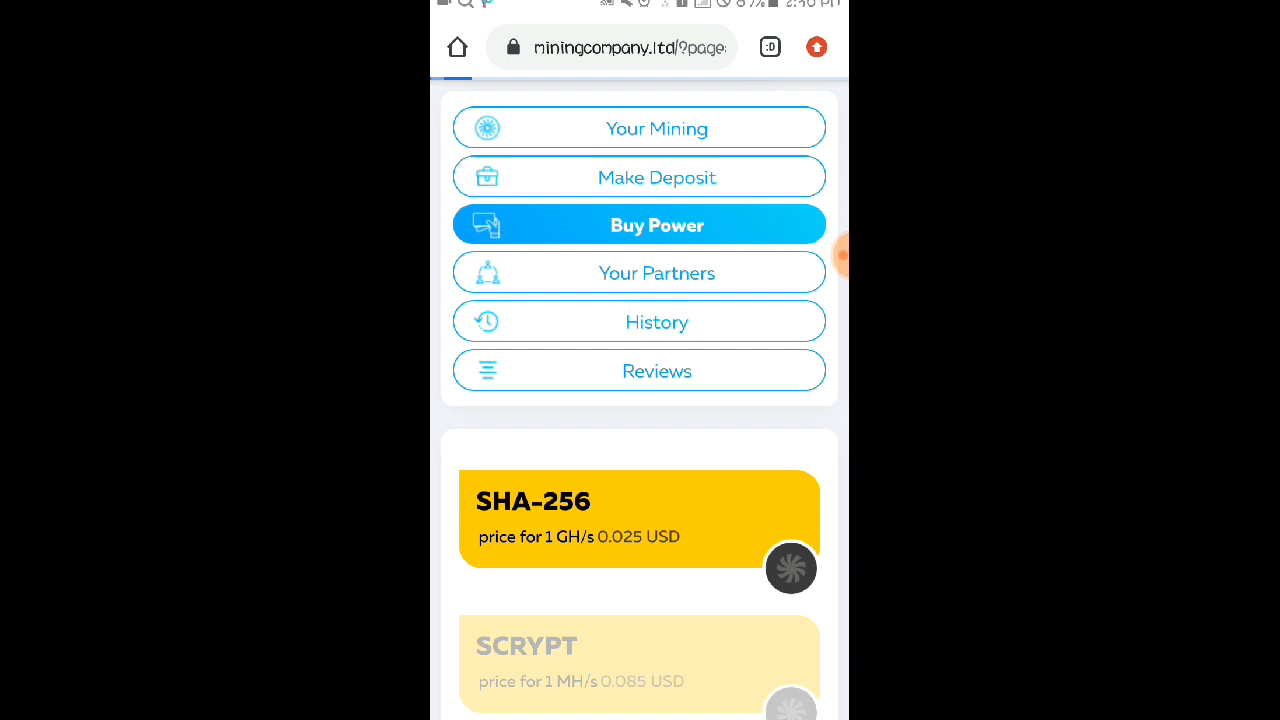 miningcompany.ltd/?page:
:D
Your Mining
Make Deposit
Buy Power
Your Partners
History
Reviews
SHA-256
price for 1 GH/s 0.025 USD
SCRYPT
price for 1 MH/s 0.085 USD